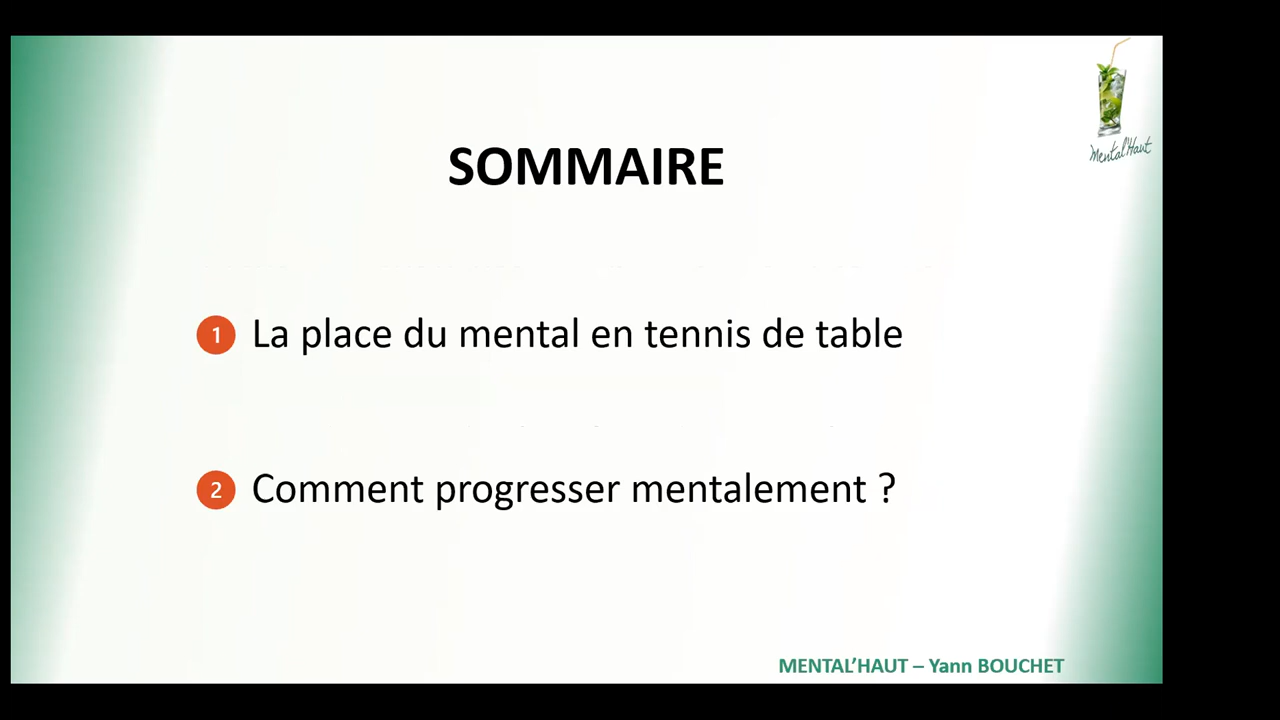 Mental'Haut
SOMMAIRE
1 La place du mental en tennis de table
2 Comment progresser mentalement ?
MENTAL'HAUT – Yann BOUCHET